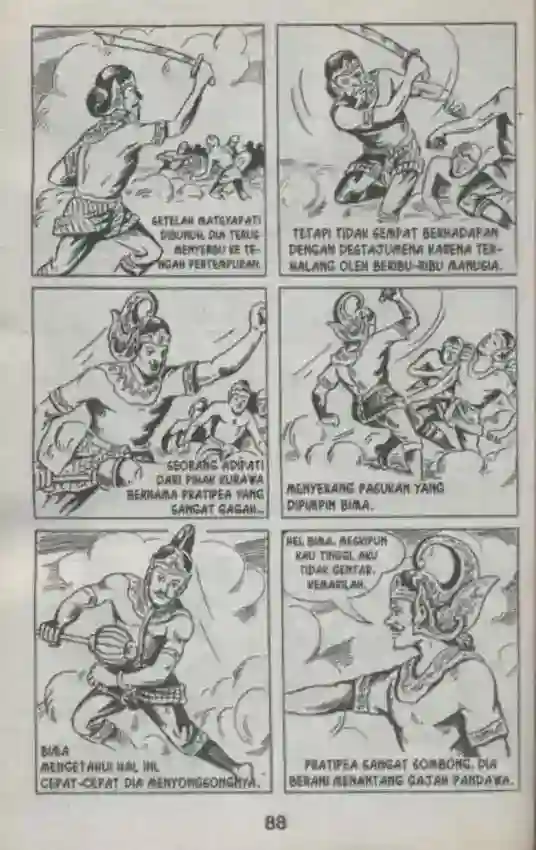 SETELAH MATSYAPATI
DIBUNUH, DIA TERUS
MENYERBU KE TE-
NGAH PERTEMPURAN.
TETAPI TIDAK SEMPAT BERHADAPAN
DENGAN DESTAJUMENA KARENA TER-
HALANG OLEH BERIBU-RIBU MANUSIA.
SEORANG ADIPATI
DARI PIHAK KURAWA
BERNAMA PRATIPEA YANG
SANGAT GAGAH...
MENYERANG PASUKAN YANG
DIPIMPIN BIMA.
BIMA
MENGETAHUI HAL INI,
CEPAT-CEPAT DIA MENYONGSONGNYA.
HEI, BIMA. MESKIPUN
KAU TINGGI, AKU
TIDAK GENTAR.
KEMARILAH.
PRATIPEA SANGAT SOMBONG. DIA
BERANI MENANTANG GAJAH PANDAWA.
88